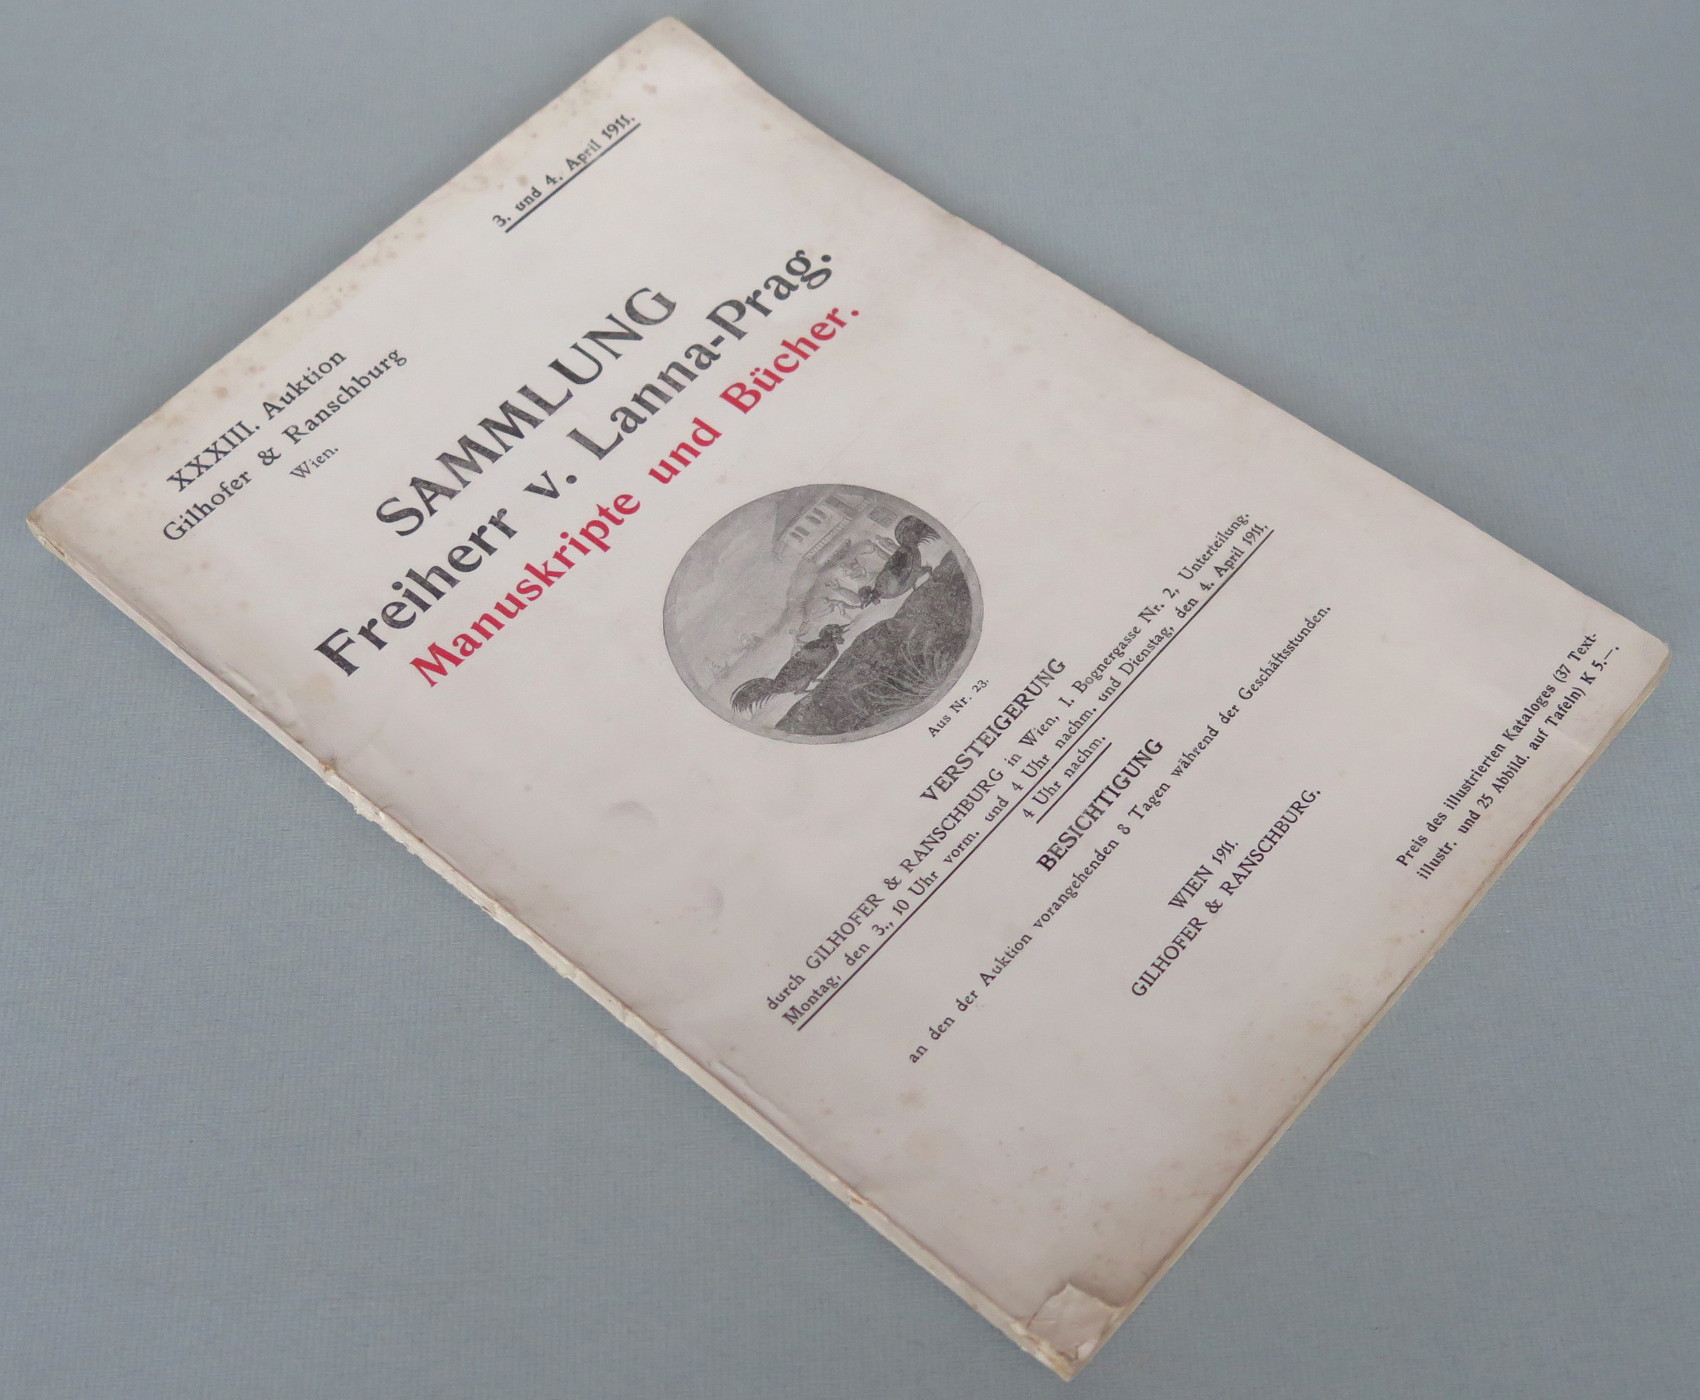 XXXIII. Auktion
Gilhofer & Ranschburg
Wien.
3. und 4. April 1911.
SAMMLUNG
Freiherr v. Lanna-Prag.
Manuskripte und Bücher.
Aus Nr. 23.
VERSTEIGERUNG
durch GILHOFER & RANSCHBURG in Wien, I. Bognergasse Nr. 2, Unterteilung.
Montag, den 3., 10 Uhr vorm. und 4 Uhr nachm. und Dienstag, den 4. April 1911.
4 Uhr nachm.
BESICHTIGUNG
an den der Auktion vorangehenden 8 Tagen während der Geschäftsstunden.
WIEN 1911.
GILHOFER & RANSCHBURG.
Preis des illustrierten Kataloges (37 Text-
illustr. und 25 Abbild. auf Tafeln) K 5.—.